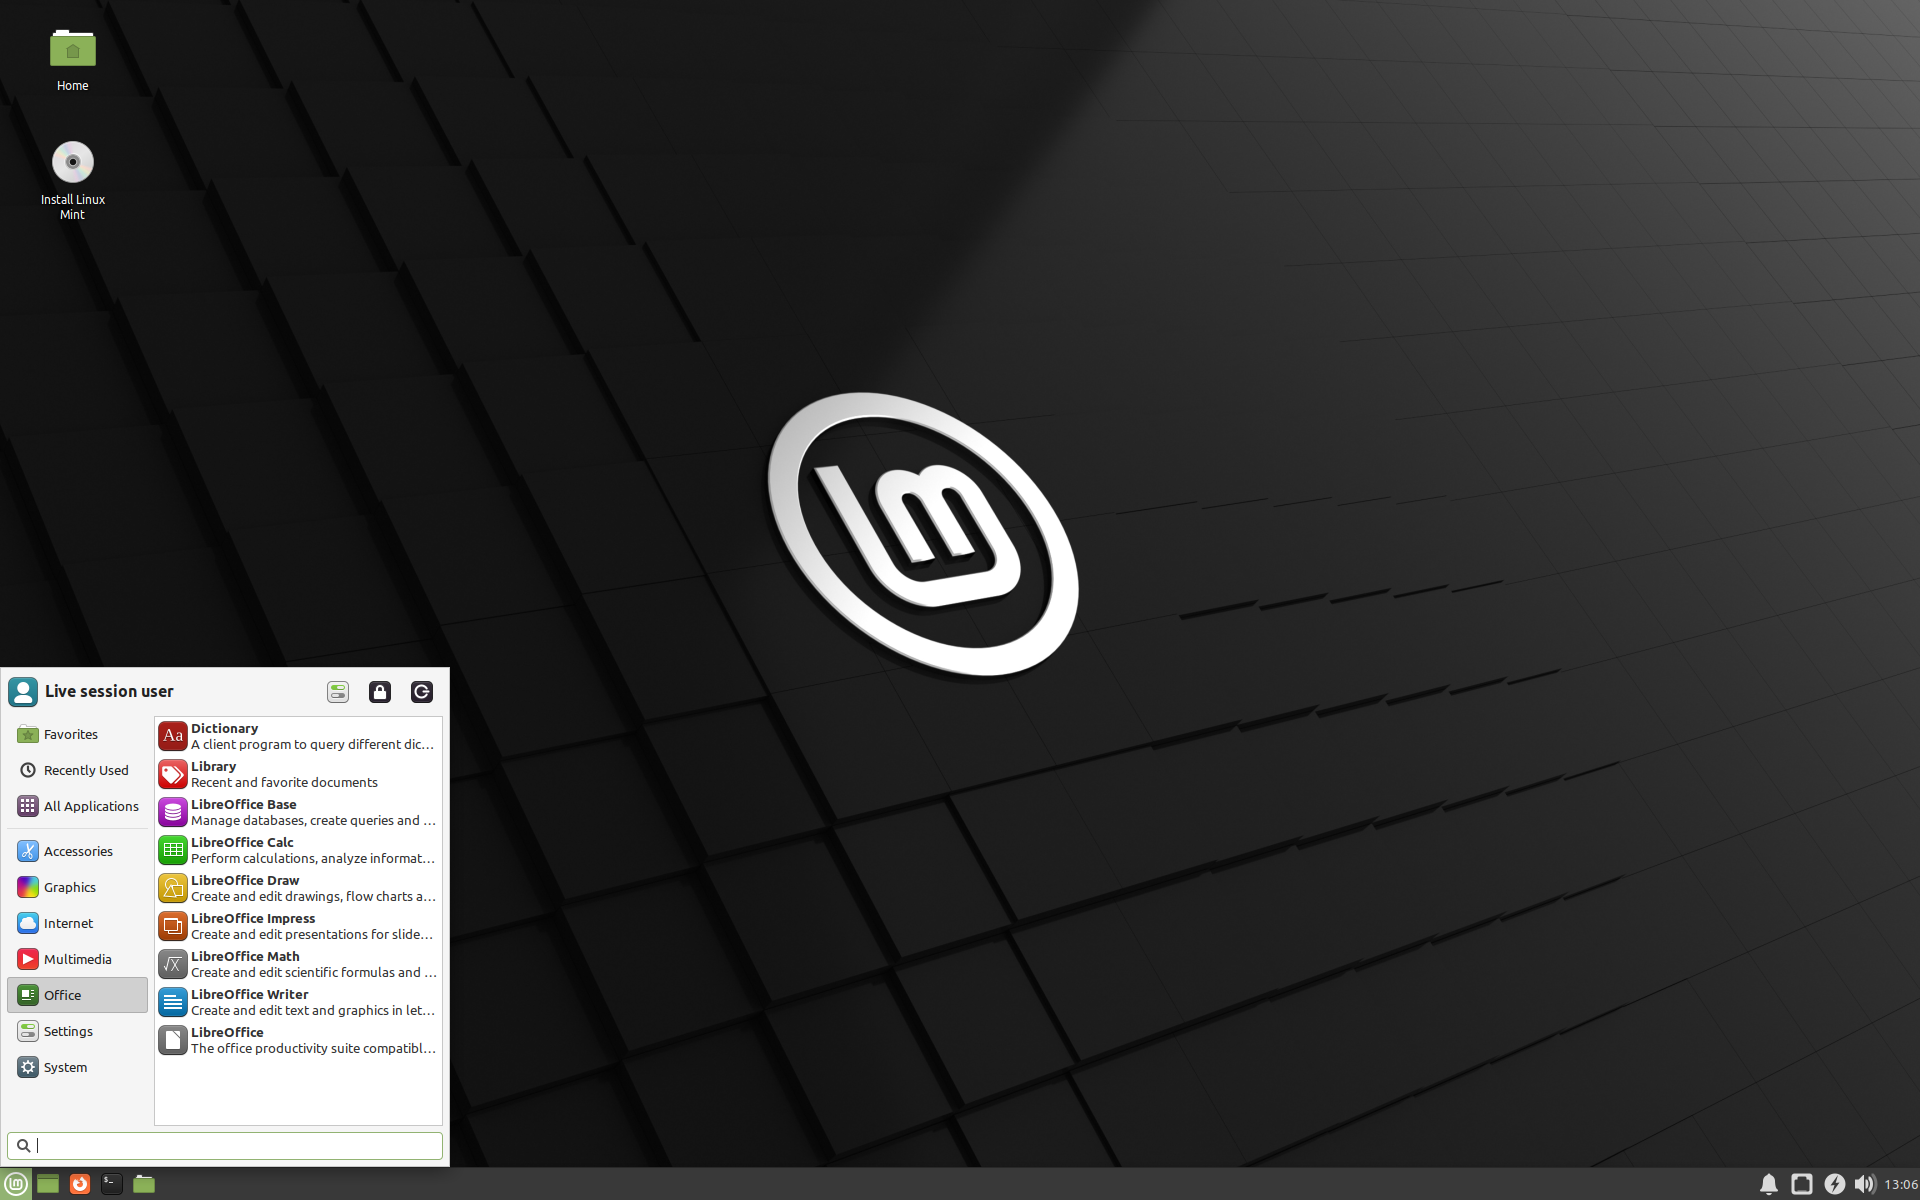 Home
Install Linux
Mint
Live session user
Favorites
Recently Used
All Applications
Accessories
Graphics
Internet
Multimedia
Office
Settings
System
Dictionary
A client program to query different dic...
Library
Recent and favorite documents
LibreOffice Base
Manage databases, create queries and ...
LibreOffice Calc
Perform calculations, analyze informat...
LibreOffice Draw
Create and edit drawings, flow charts a...
LibreOffice Impress
Create and edit presentations for slide...
LibreOffice Math
Create and edit scientific formulas and ...
LibreOffice Writer
Create and edit text and graphics in let...
LibreOffice
The office productivity suite compatibl...
13:06